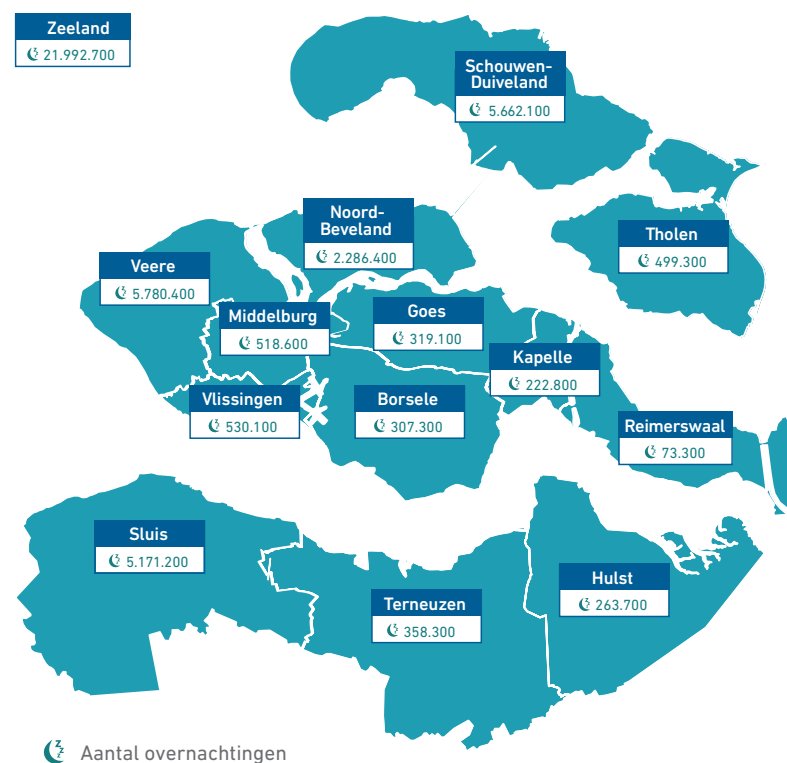 Zeeland
21.992.700
Schouwen-
Duiveland
5.662.100
Noord-
Beveland
2.286.400
Tholen
499.300
Veere
5.780.400
Middelburg
518.600
Goes
319.100
Kapelle
222.800
Vlissingen
530.100
Borsele
307.300
Reimerswaal
73.300
Sluis
5.171.200
Terneuzen
358.300
Hulst
263.700
Aantal overnachtingen